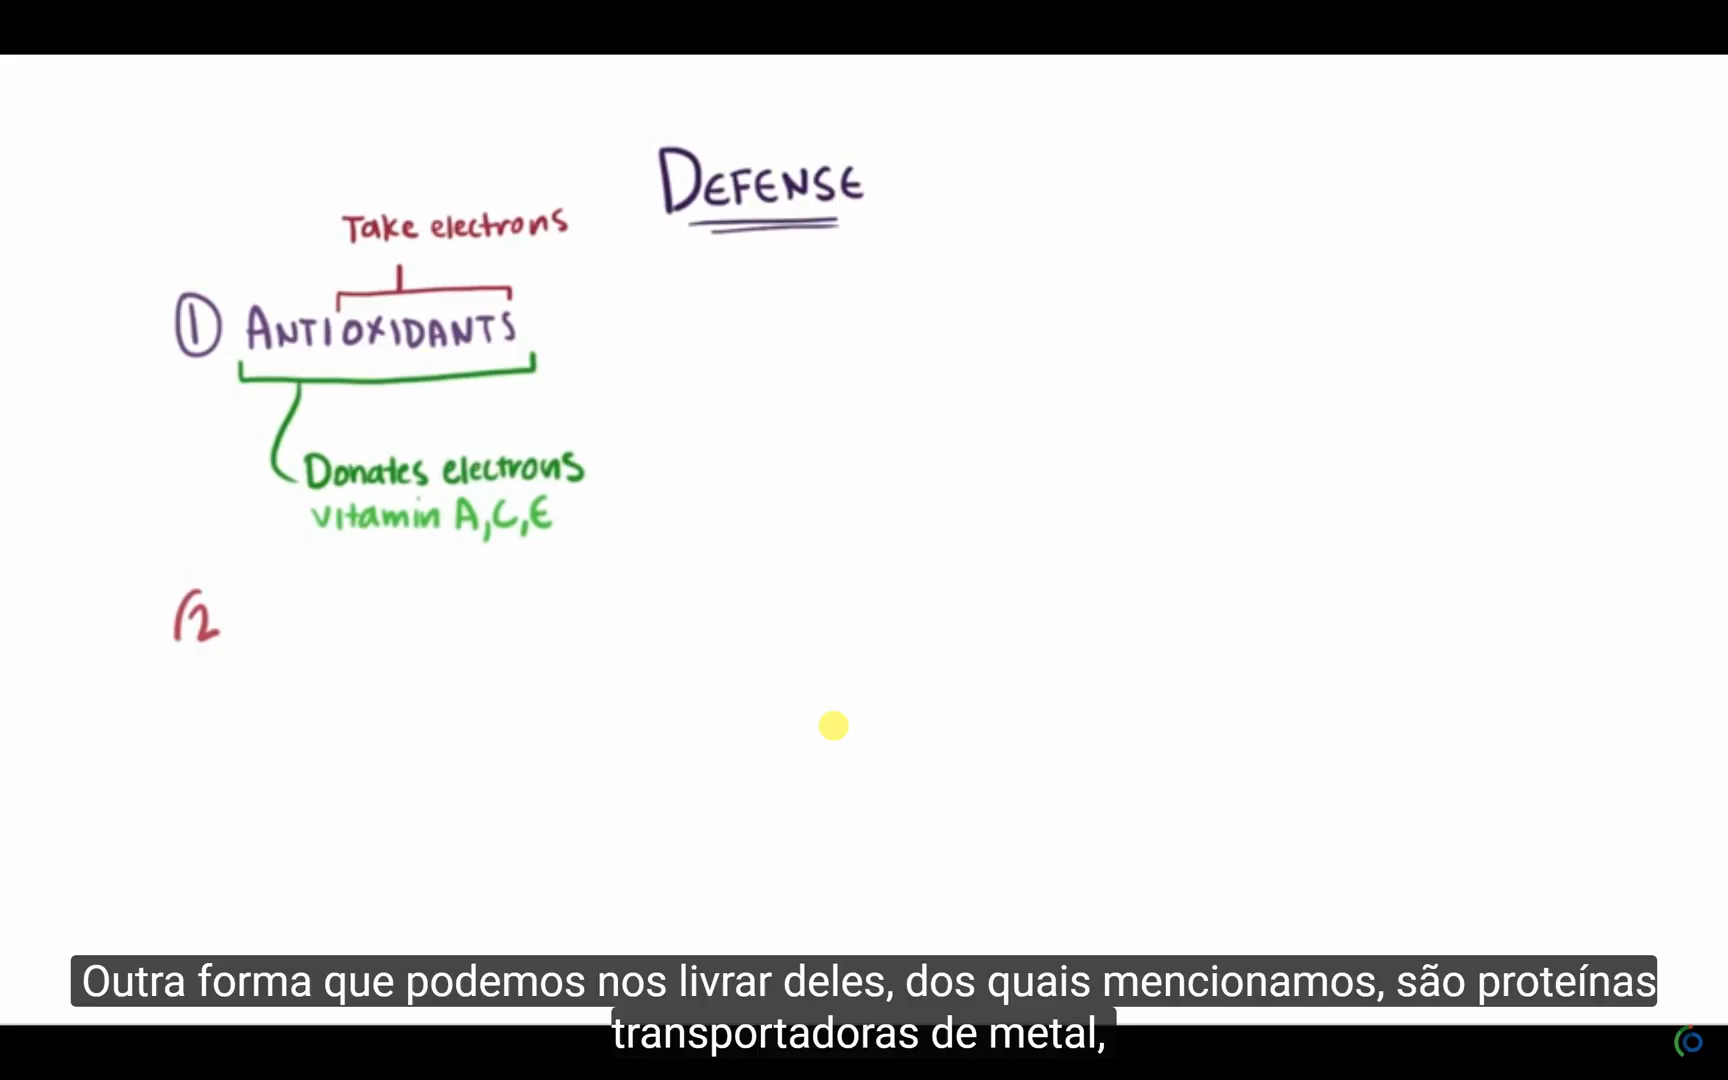 DEFENSE
Take electrons
① ANTIOXIDANTS
Donates electrons
vitamin A, C, E
2
Outra forma que podemos nos livrar deles, dos quais mencionamos, são proteínas
transportadoras de metal,